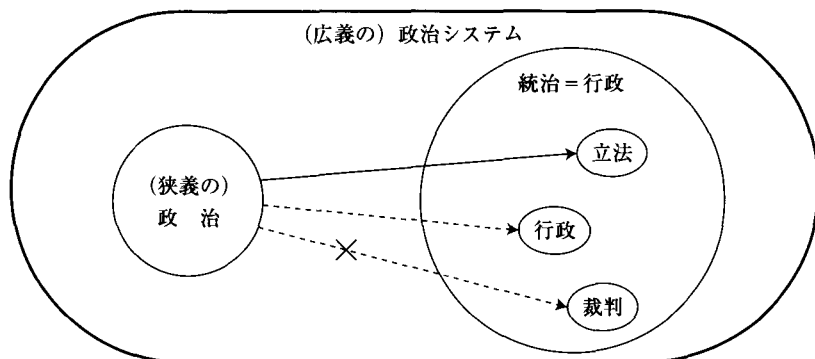 (広義の)政治システム
統治=行政
立法
(狭義の)
政 治
行政
裁判